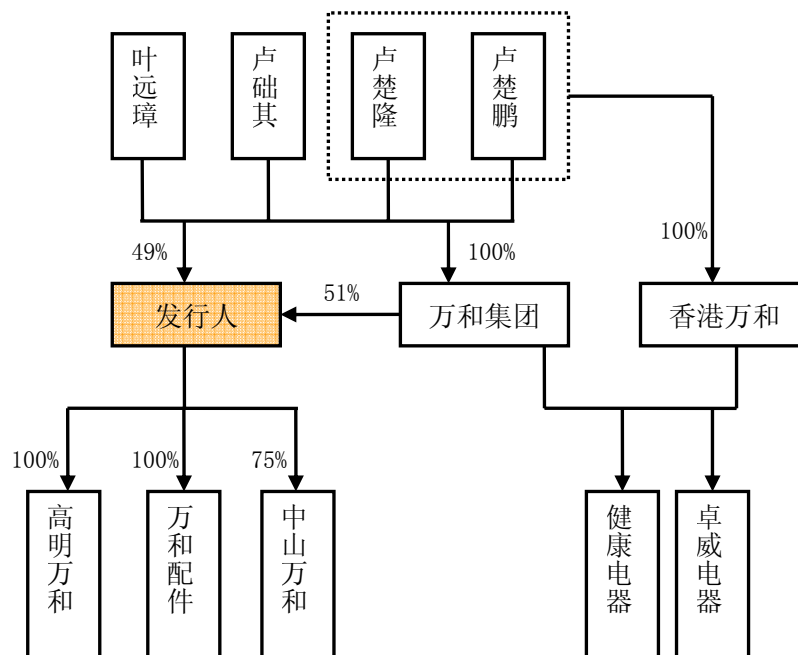 叶远璋
卢础其
卢楚隆
卢楚鹏
49%
100%
100%
发行人
51%
万和集团
香港万和
100%
100%
75%
高明万和
万和配件
中山万和
健康电器
卓威电器